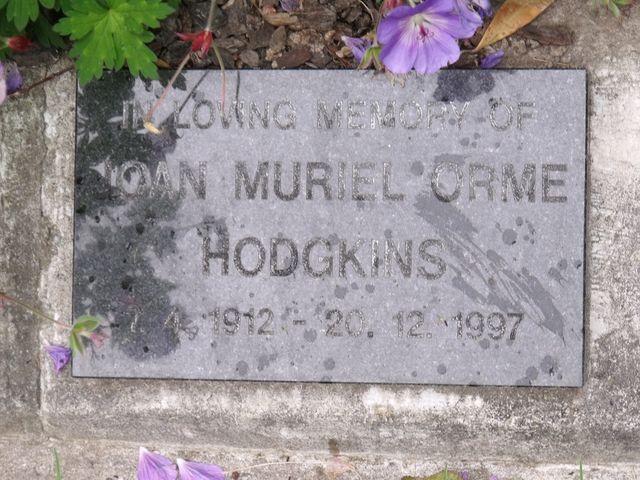 IN LOVING MEMORY OF
JOAN MURIEL ORME
HODGKINS
7. 4. 1912 - 20. 12. 1997